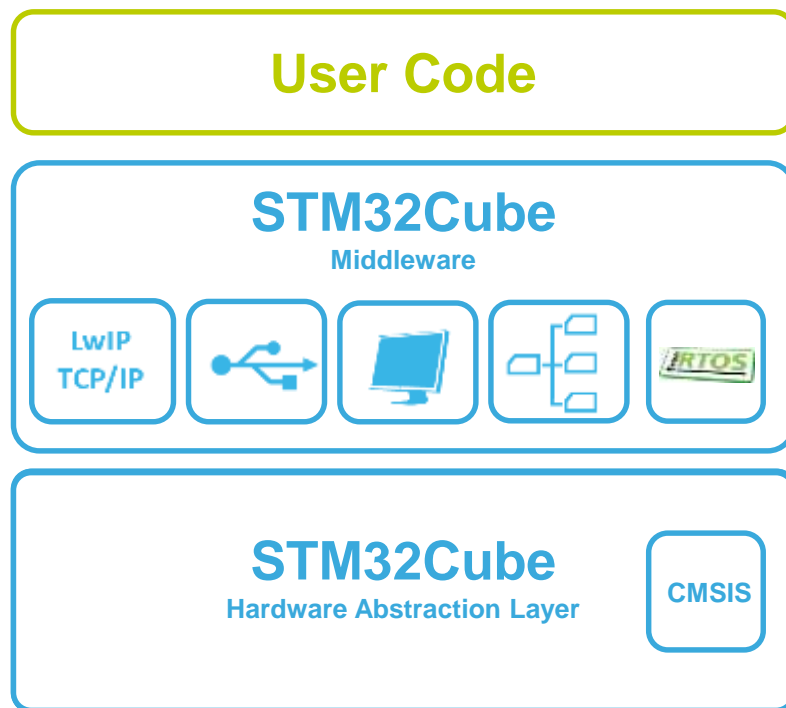 User Code
STM32Cube
Middleware
LwIP
TCP/IP
RTOS
STM32Cube
Hardware Abstraction Layer
CMSIS